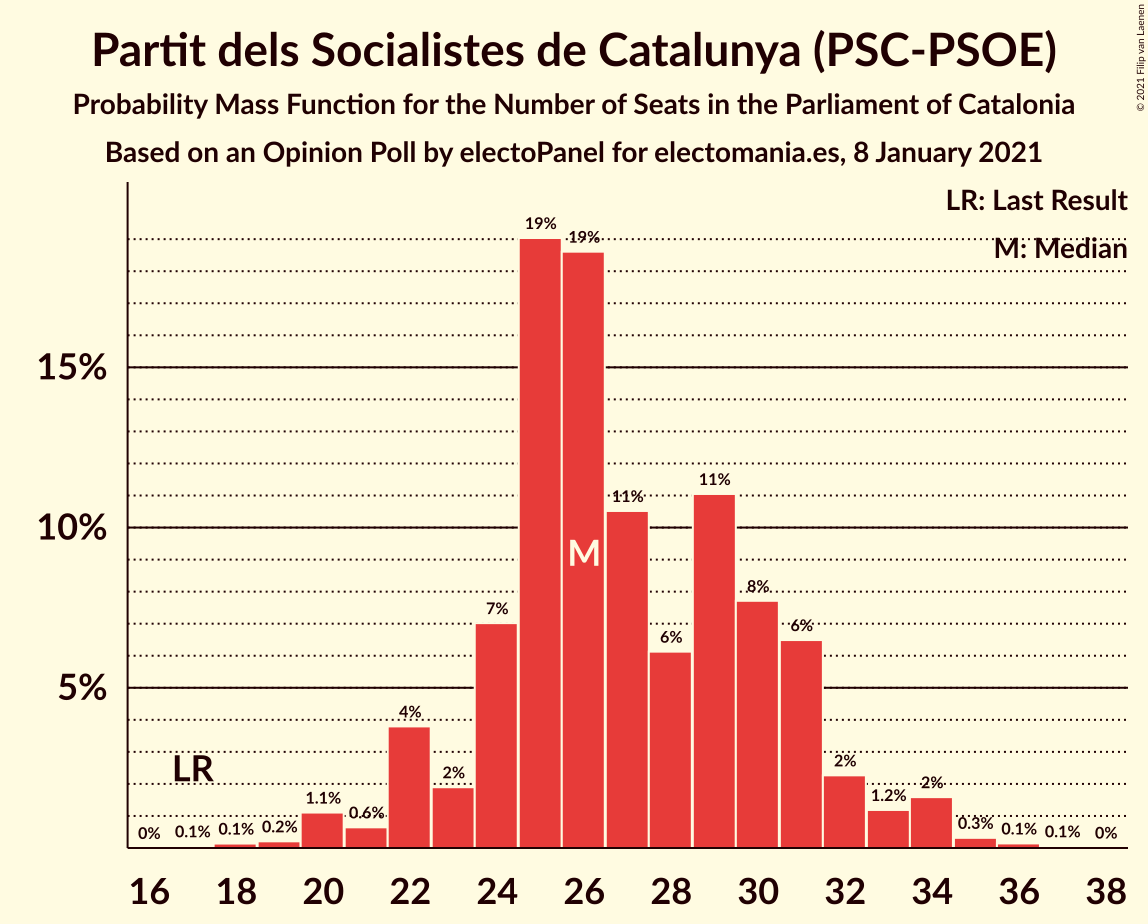 Partit dels Socialistes de Catalunya (PSC-PSOE)
Probability Mass Function for the Number of Seats in the Parliament of Catalonia
Based on an Opinion Poll by electoPanel for electomania.es, 8 January 2021
© 2021 Filip van Laenen
LR: Last Result
M: Median
15%
10%
5%
LR
M
0% 0.1% 0.1% 0.2% 1.1% 0.6% 4% 2% 7% 19% 19% 11% 6% 11% 8% 6% 2% 1.2% 2% 0.3% 0.1% 0.1% 0%
16 18 20 22 24 26 28 30 32 34 36 38